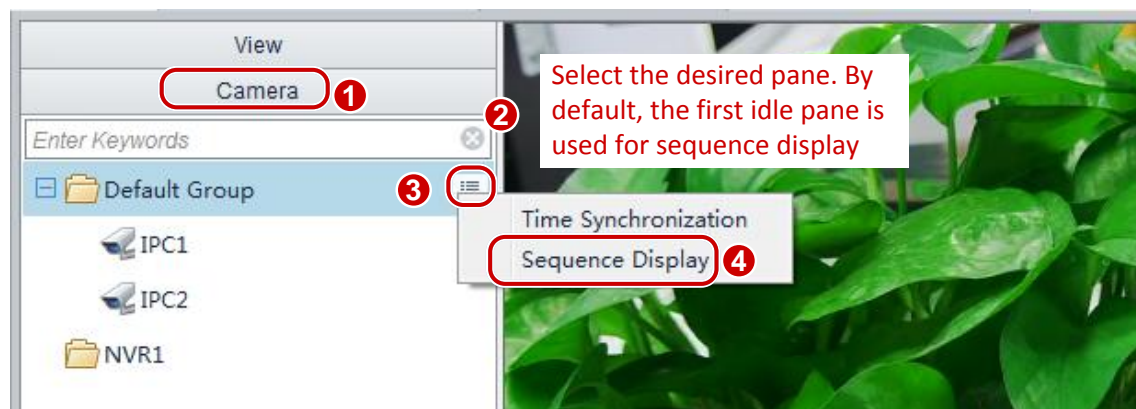 View
Camera 1
2
Select the desired pane. By
default, the first idle pane is
used for sequence display
Enter Keywords
Default Group 3
Time Synchronization
Sequence Display 4
IPC1
IPC2
NVR1